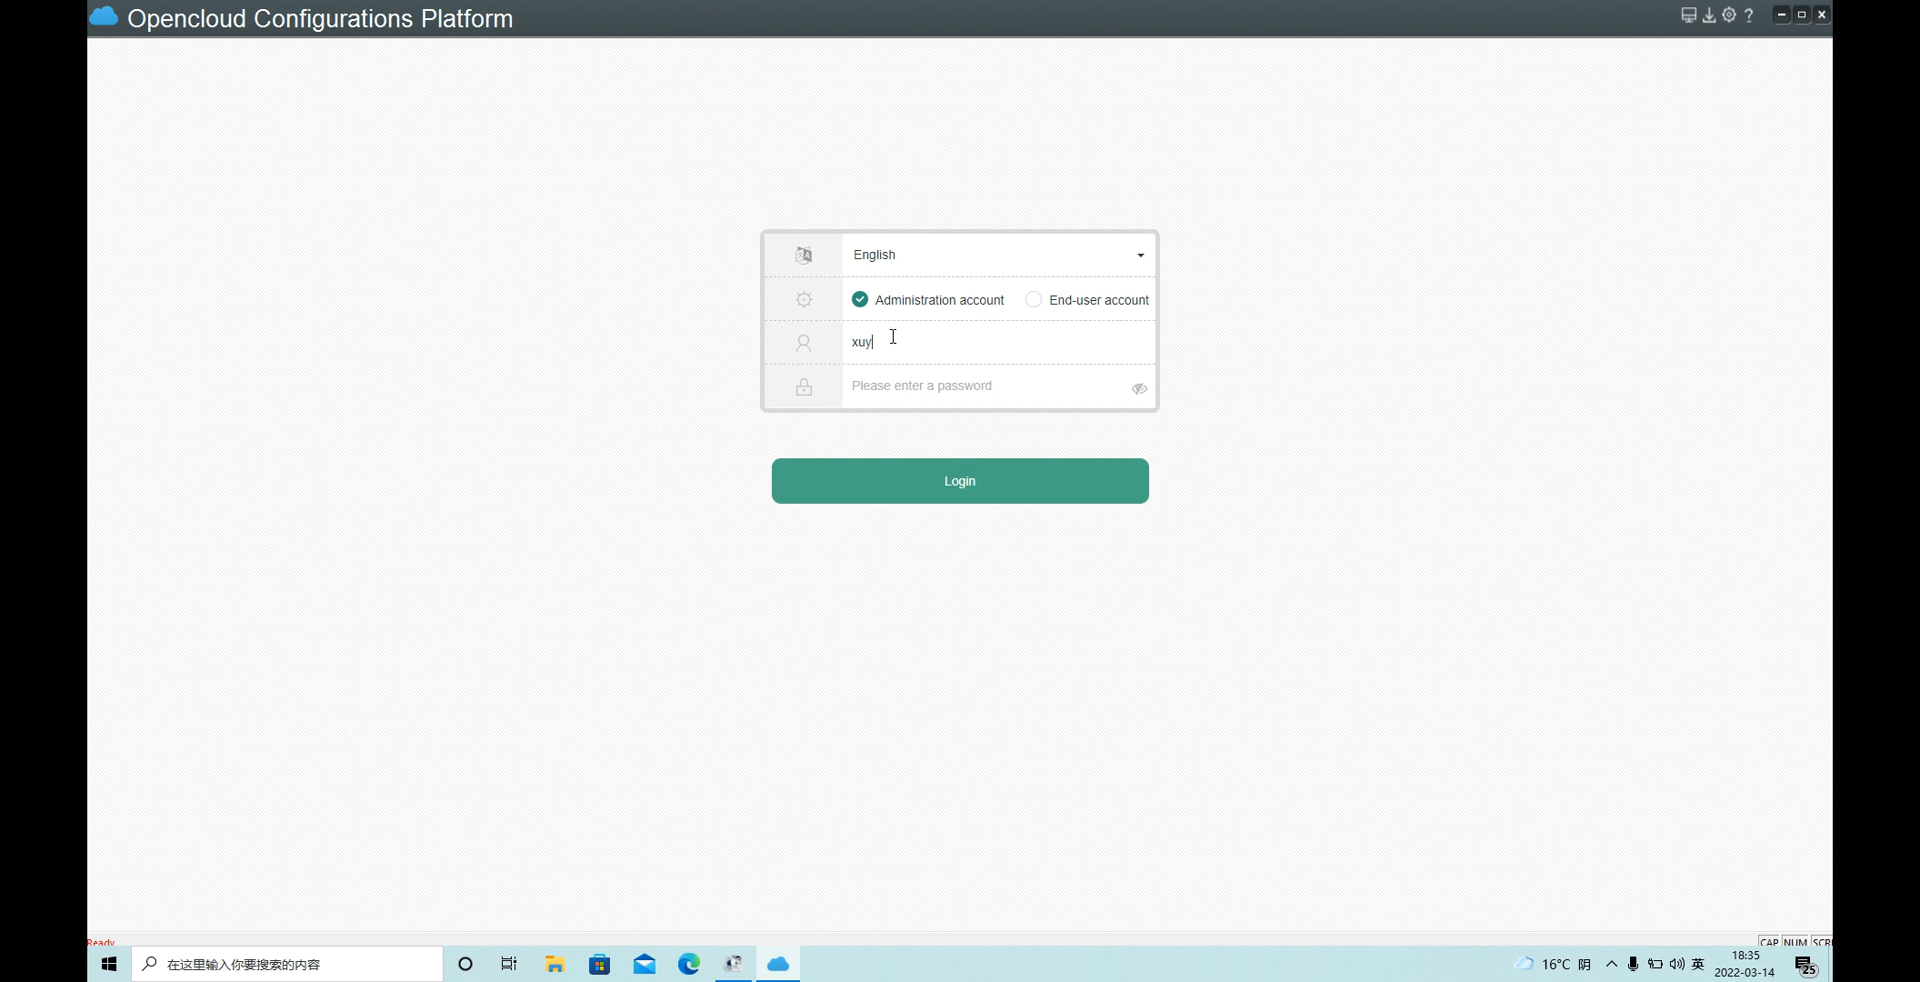 Opencloud Configurations Platform
English
Administration account End-user account
xuy
Please enter a password
Login
Ready
CAP NUM SCRL
在这里输入你要搜索的内容
16°C 阴 英 18:35
2022-03-14 25